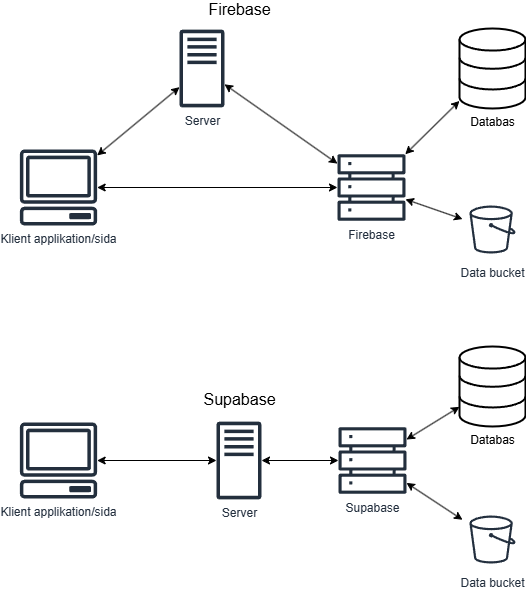 Firebase
Server
Databas
Klient applikation/sida
Firebase
Data bucket
Supabase
Databas
Klient applikation/sida
Server
Supabase
Data bucket